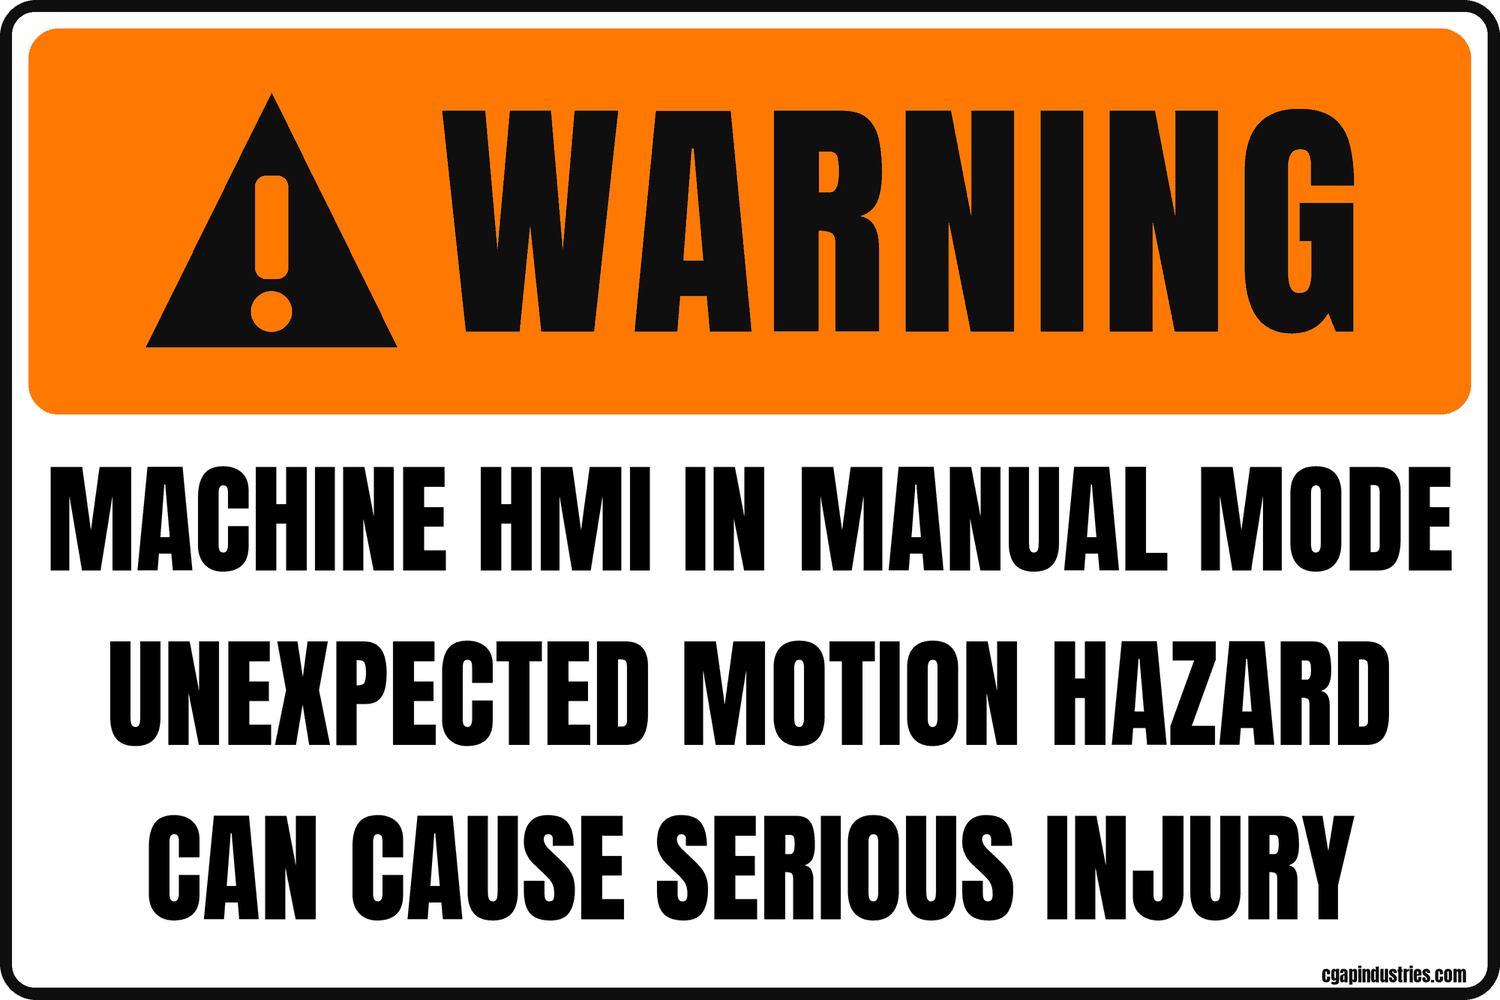 WARNING
MACHINE HMI IN MANUAL MODE
UNEXPECTED MOTION HAZARD
CAN CAUSE SERIOUS INJURY
cgapindustries.com